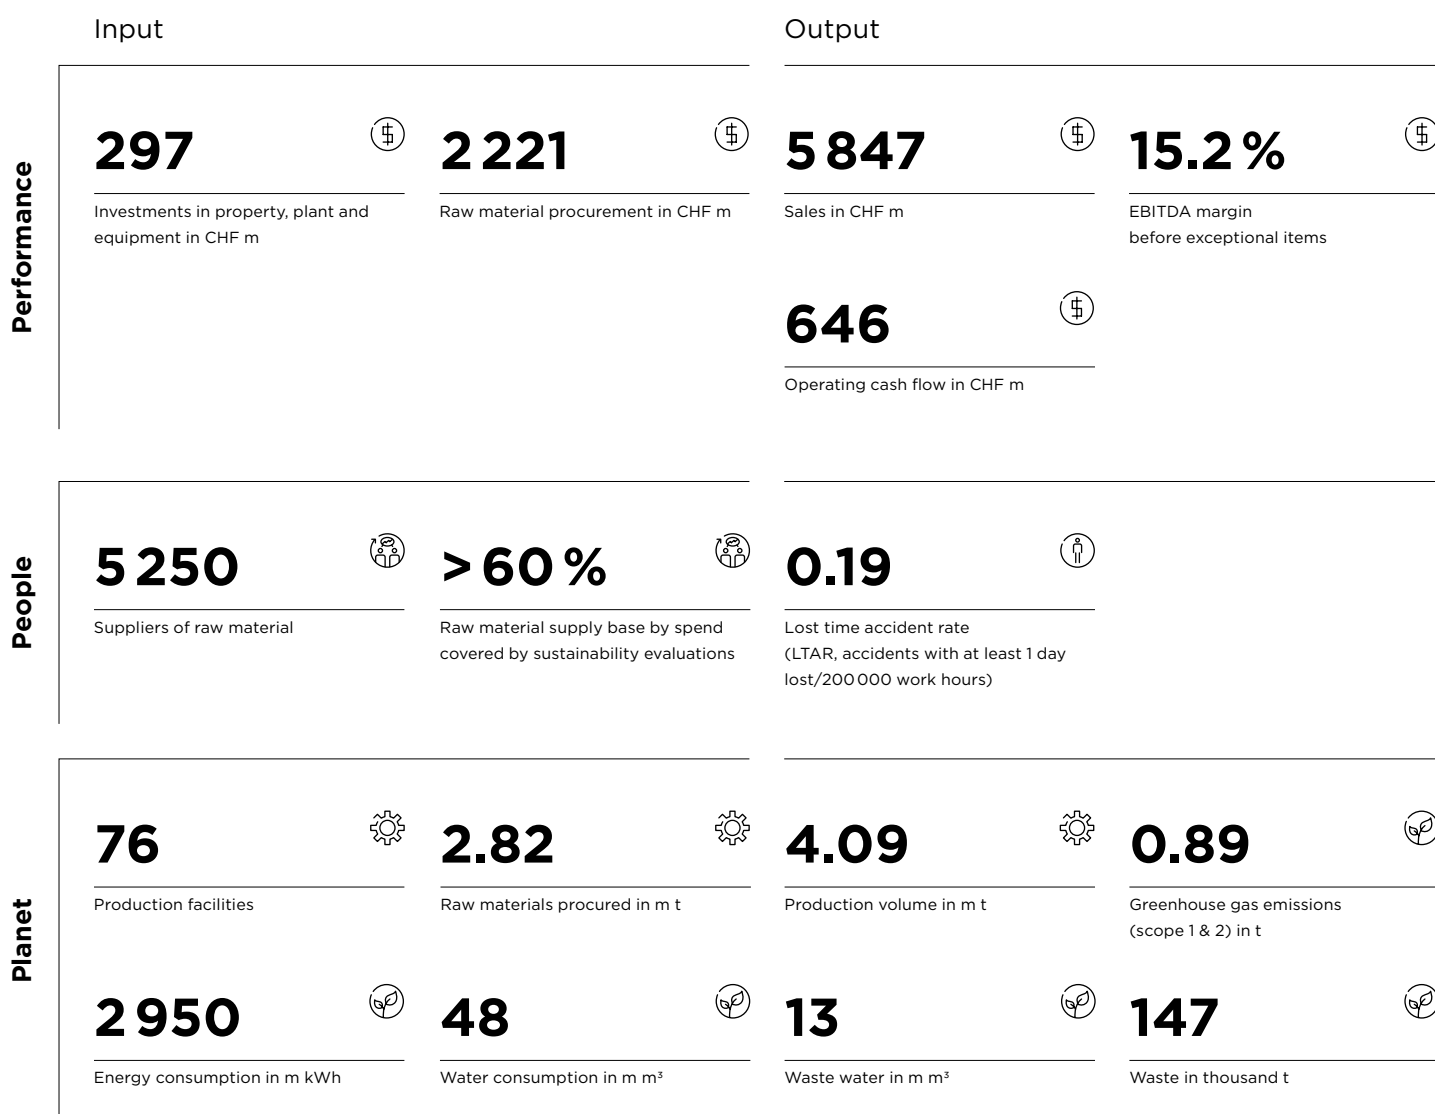 Input
Output
Performance
297
Investments in property, plant and
equipment in CHF m
2 221
Raw material procurement in CHF m
5 847
Sales in CHF m
15.2 %
EBITDA margin
before exceptional items
646
Operating cash flow in CHF m
People
5 250
Suppliers of raw material
> 60 %
Raw material supply base by spend
covered by sustainability evaluations
0.19
Lost time accident rate
(LTAR, accidents with at least 1 day
lost/200 000 work hours)
Planet
76
Production facilities
2.82
Raw materials procured in m t
4.09
Production volume in m t
0.89
Greenhouse gas emissions
(scope 1 & 2) in t
2 950
Energy consumption in m kWh
48
Water consumption in m m³
13
Waste water in m m³
147
Waste in thousand t